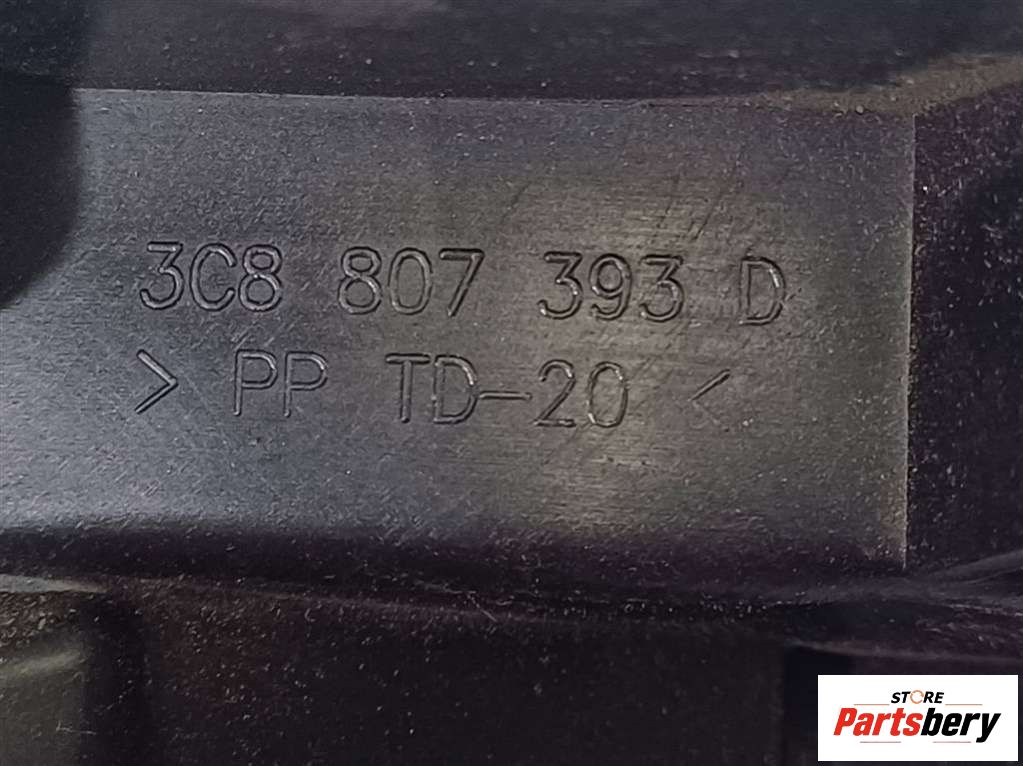 3C8 807 393 D
> PP TD-20 <
STORE
Partsbery